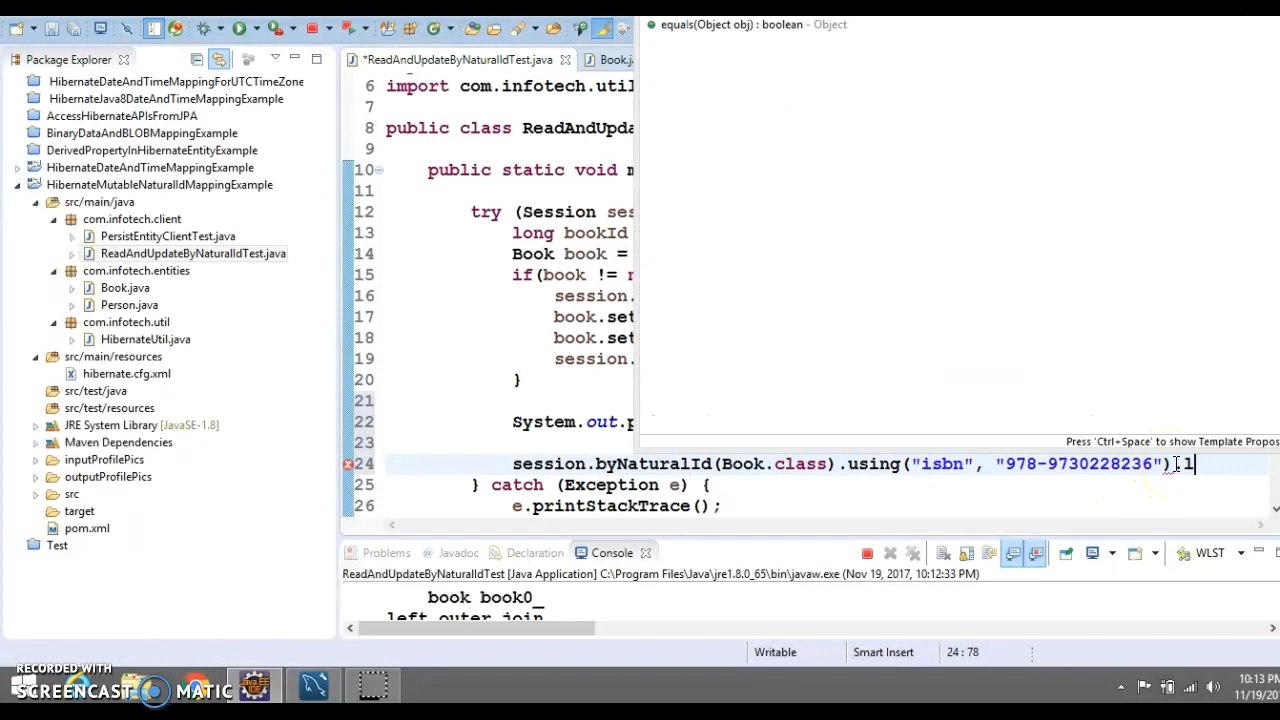 equals(Object obj) : boolean - Object
Package Explorer
*ReadAndUpdateByNaturalIdTest.java
Book.j
HibernateDateAndTimeMappingForUTCTimeZone
HibernateJava8DateAndTimeMappingExample
AccessHibernateAPIsFromJPA
BinaryDataAndBLOBMappingExample
DerivedPropertyInHibernateEntityExample
HibernateDateAndTimeMappingExample
HibernateMutableNaturalIdMappingExample
src/main/java
com.infotech.client
PersistEntityClientTest.java
ReadAndUpdateByNaturalIdTest.java
com.infotech.entities
Book.java
Person.java
com.infotech.util
HibernateUtil.java
src/main/resources
hibernate.cfg.xml
src/test/java
src/test/resources
JRE System Library [JavaSE-1.8]
Maven Dependencies
inputProfilePics
outputProfilePics
src
target
pom.xml
Test
6 import com.infotech.util
7
8 public class ReadAndUpda
9
10 public static void m
11
12 try (Session ses
13 long bookId
14 Book book =
15 if(book != n
16 session.
17 book.set
18 book.set
19 session.
20 }
21
22 System.out.p
23
24 session.byNaturalId(Book.class).using("isbn", "978-9730228236").l
25 } catch (Exception e) {
26 e.printStackTrace();
Press 'Ctrl+Space' to show Template Propos
Problems Javadoc Declaration Console WLST
ReadAndUpdateByNaturalIdTest [Java Application] C:\Program Files\Java\jre1.8.0_65\bin\javaw.exe (Nov 19, 2017, 10:12:33 PM)
book book0_
left outer join
Writable Smart Insert 24 : 78
RECORDED WITH
SCREENCAST MATIC
Java EE
IDE
10:13 PM
11/19/20